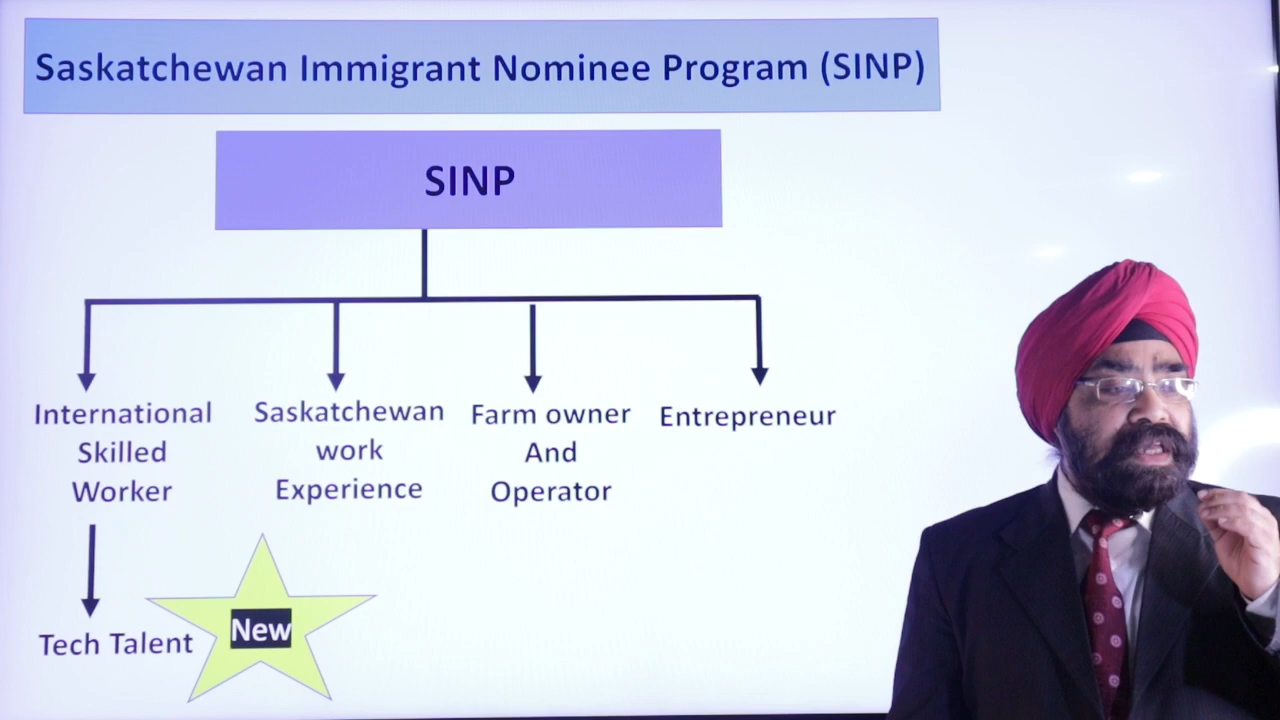 Saskatchewan Immigrant Nominee Program (SINP)
SINP
International
Skilled
Worker
Saskatchewan
work
Experience
Farm owner
And
Operator
Entrepreneur
Tech Talent
New